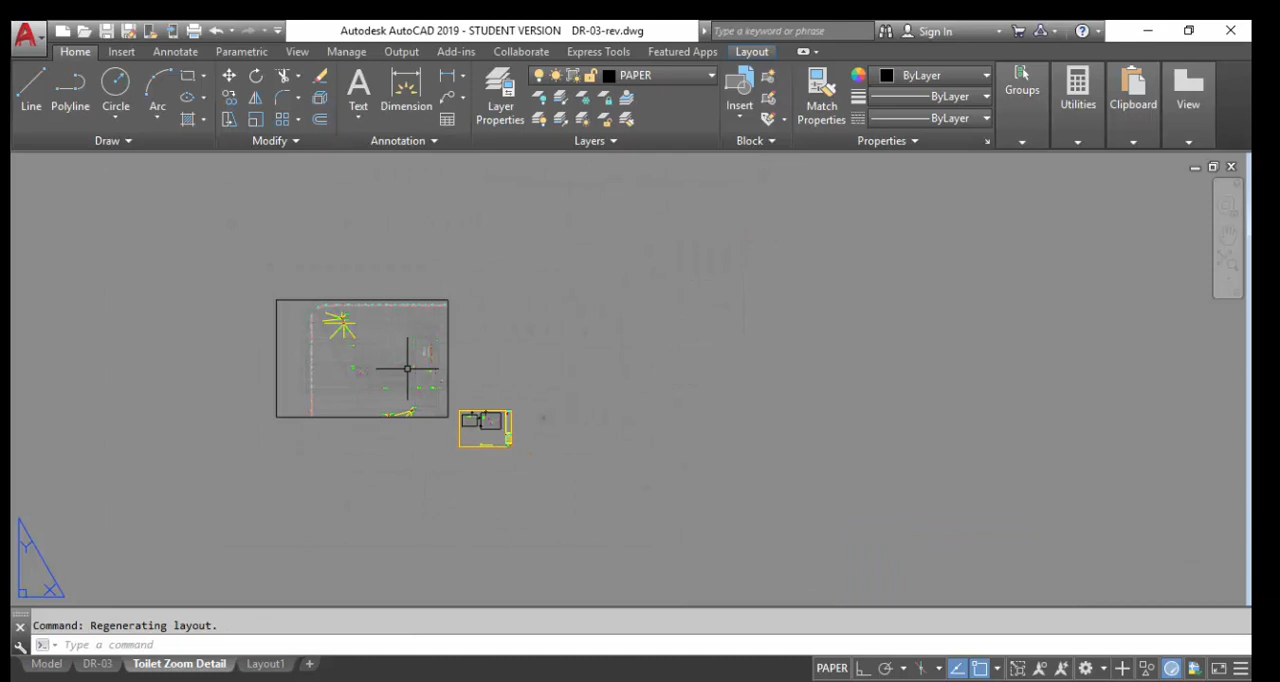 Autodesk AutoCAD 2019 - STUDENT VERSION DR-03-rev.dwg
Type a keyword or phrase
Sign In
Home Insert Annotate Parametric View Manage Output Add-ins Collaborate Express Tools Featured Apps Layout
PAPER
ByLayer
Line Polyline Circle Arc
Text Dimension
Layer Properties
Insert
Match Properties
ByLayer
ByLayer
Groups Utilities Clipboard View
Draw Modify Annotation Layers Block Properties
Y
X
Command: Regenerating layout.
Type a command
Model DR-03 Toilet Zoom Detail Layout1 +
PAPER